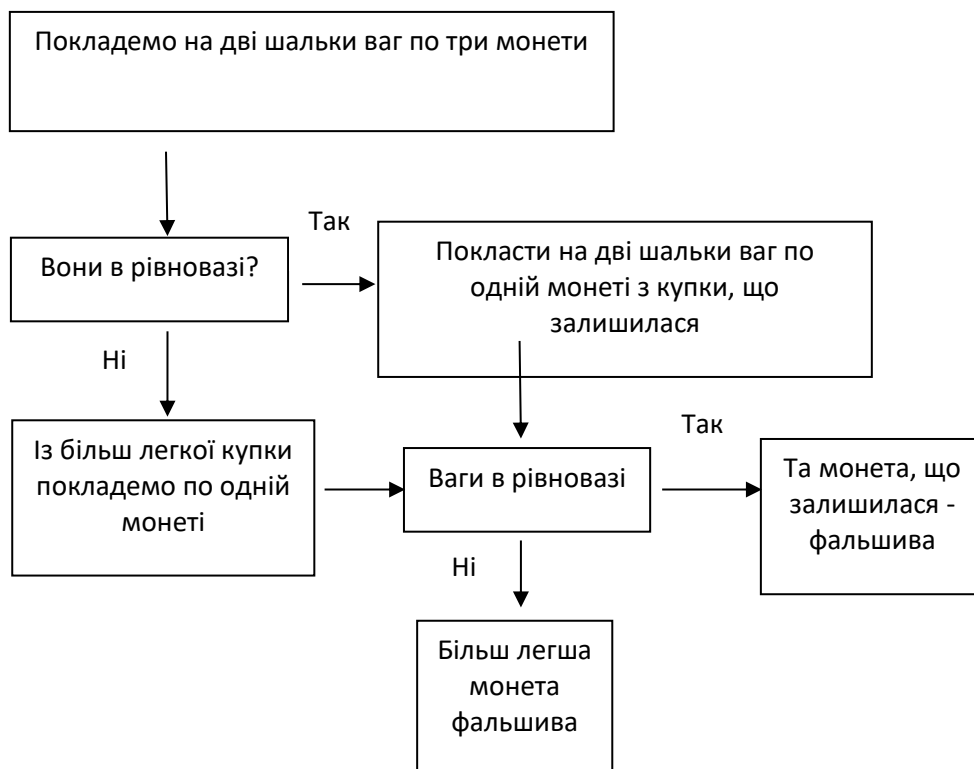 Покладемо на дві шальки ваг по три монети
Так
Вони в рівновазі?
Покласти на дві шальки ваг по
одній монеті з купки, що
залишилася
Ні
Так
Із більш легкої купки
покладемо по одній
монеті
Ваги в рівновазі
Та монета, що
залишилася -
фальшива
Ні
Більш легша
монета
фальшива